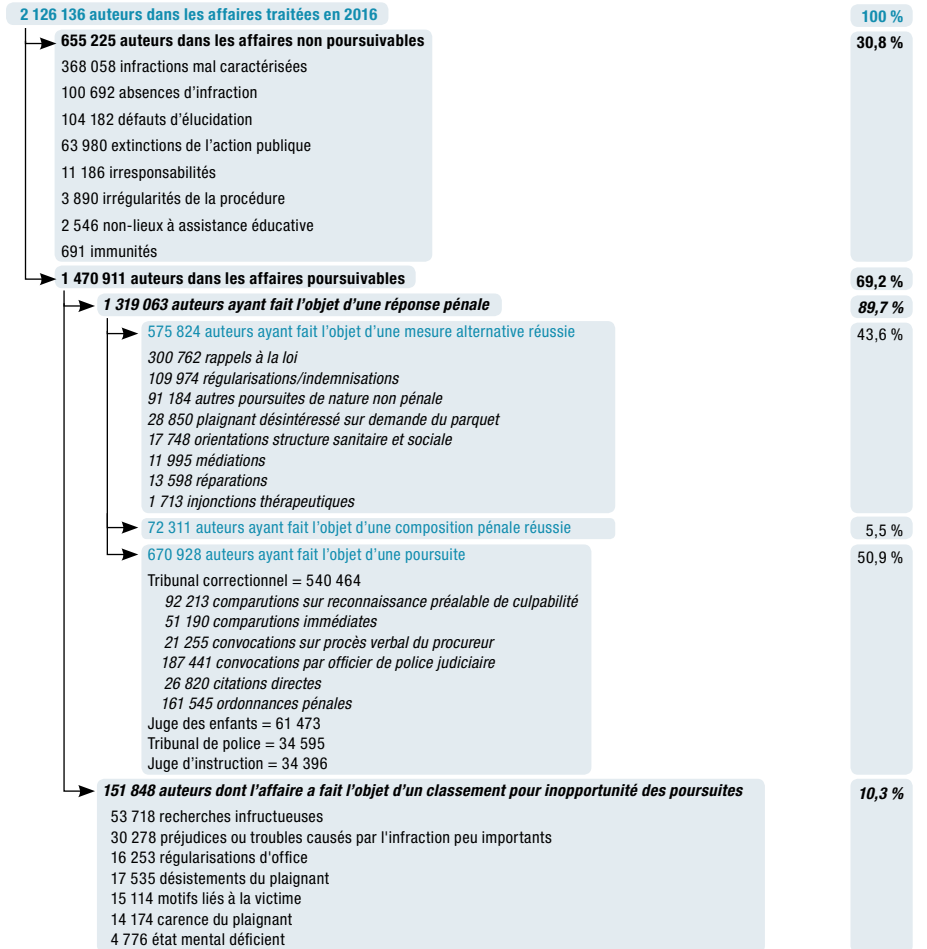 2 126 136 auteurs dans les affaires traitées en 2016 100 %
655 225 auteurs dans les affaires non poursuivables 30,8 %
368 058 infractions mal caractérisées
100 692 absences d’infraction
104 182 défauts d’élucidation
63 980 extinctions de l’action publique
11 186 irresponsabilités
3 890 irrégularités de la procédure
2 546 non-lieux à assistance éducative
691 immunités
1 470 911 auteurs dans les affaires poursuivables 69,2 %
1 319 063 auteurs ayant fait l’objet d’une réponse pénale 89,7 %
575 824 auteurs ayant fait l’objet d’une mesure alternative réussie 43,6 %
300 762 rappels à la loi
109 974 régularisations/indemnisations
91 184 autres poursuites de nature non pénale
28 850 plaignant désintéressé sur demande du parquet
17 748 orientations structure sanitaire et sociale
11 995 médiations
13 598 réparations
1 713 injonctions thérapeutiques
72 311 auteurs ayant fait l’objet d’une composition pénale réussie 5,5 %
670 928 auteurs ayant fait l’objet d’une poursuite 50,9 %
Tribunal correctionnel = 540 464
92 213 comparutions sur reconnaissance préalable de culpabilité
51 190 comparutions immédiates
21 255 convocations sur procès verbal du procureur
187 441 convocations par officier de police judiciaire
26 820 citations directes
161 545 ordonnances pénales
Juge des enfants = 61 473
Tribunal de police = 34 595
Juge d’instruction = 34 396
151 848 auteurs dont l’affaire a fait l’objet d’un classement pour inopportunité des poursuites 10,3 %
53 718 recherches infructueuses
30 278 préjudices ou troubles causés par l'infraction peu importants
16 253 régularisations d'office
17 535 désistements du plaignant
15 114 motifs liés à la victime
14 174 carence du plaignant
4 776 état mental déficient